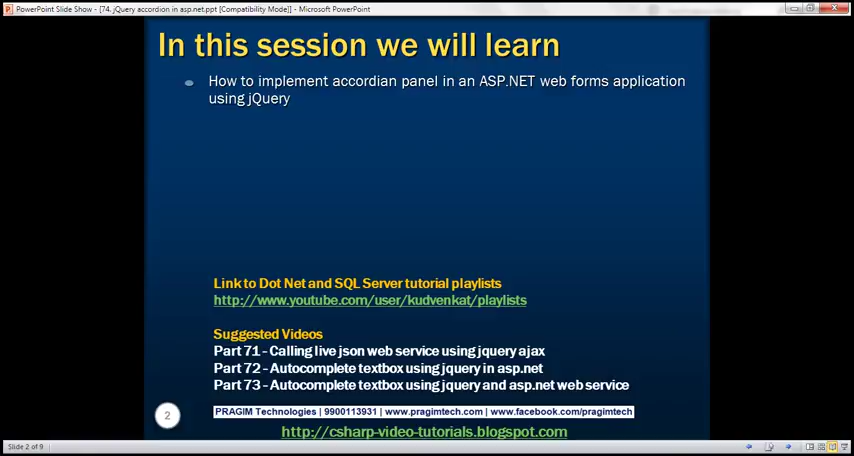 PowerPoint Slide Show - [74. jQuery accordion in asp.net.ppt [Compatibility Mode]] - Microsoft PowerPoint
In this session we will learn
How to implement accordian panel in an ASP.NET web forms application
using jQuery
Link to Dot Net and SQL Server tutorial playlists
http://www.youtube.com/user/kudvenkat/playlists
Suggested Videos
Part 71 - Calling live json web service using jquery ajax
Part 72 - Autocomplete textbox using jquery in asp.net
Part 73 - Autocomplete textbox using jquery and asp.net web service
2
PRAGIM Technologies | 9900113931 | www.pragimtech.com | www.facebook.com/pragimtech
http://csharp-video-tutorials.blogspot.com
Slide 2 of 9